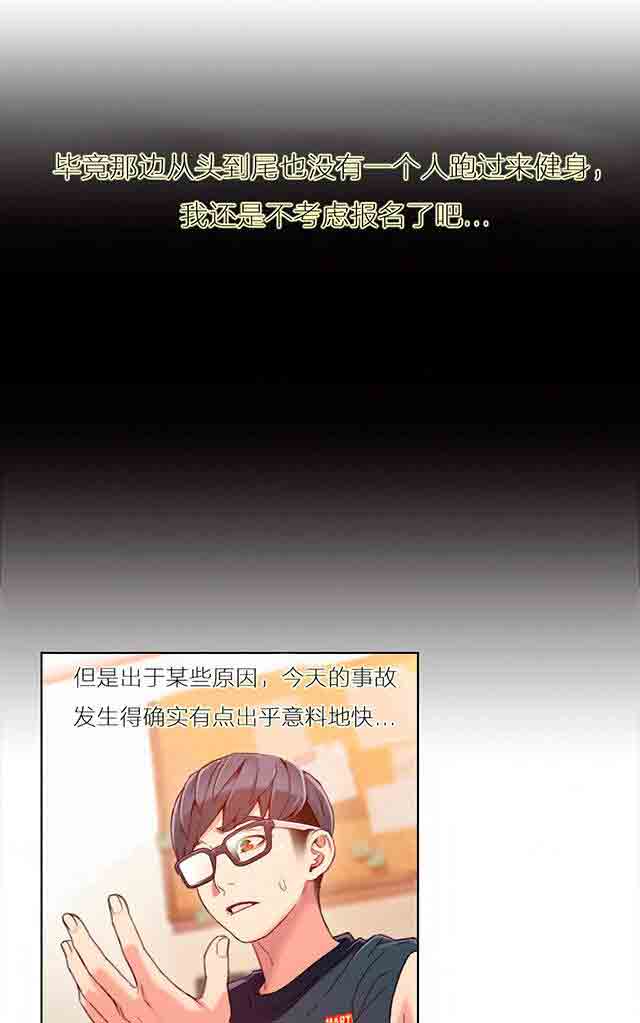 毕竟那边从头到尾也没有一个人跑过来健身，
我还是不考虑报名了吧...
但是出于某些原因，今天的事故
发生得确实有点出乎意料地快...
MART